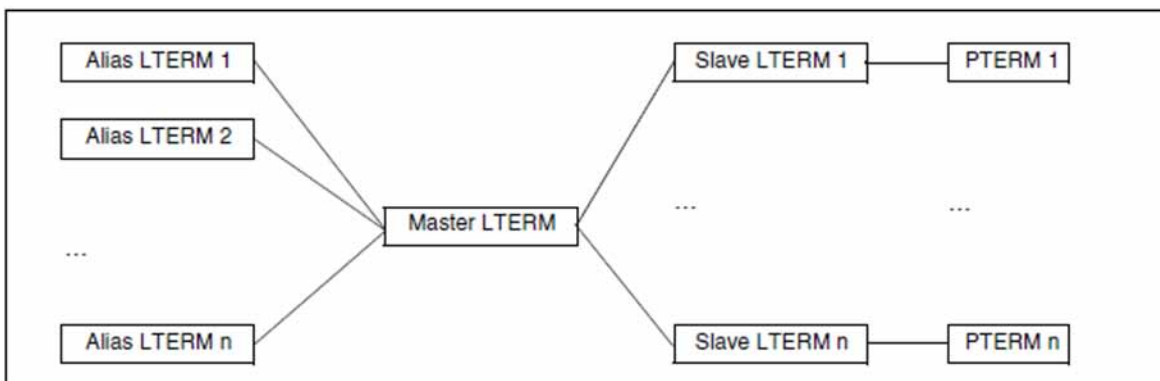 Alias LTERM 1
Slave LTERM 1
PTERM 1
Alias LTERM 2
Master LTERM
...
...
...
Alias LTERM n
Slave LTERM n
PTERM n